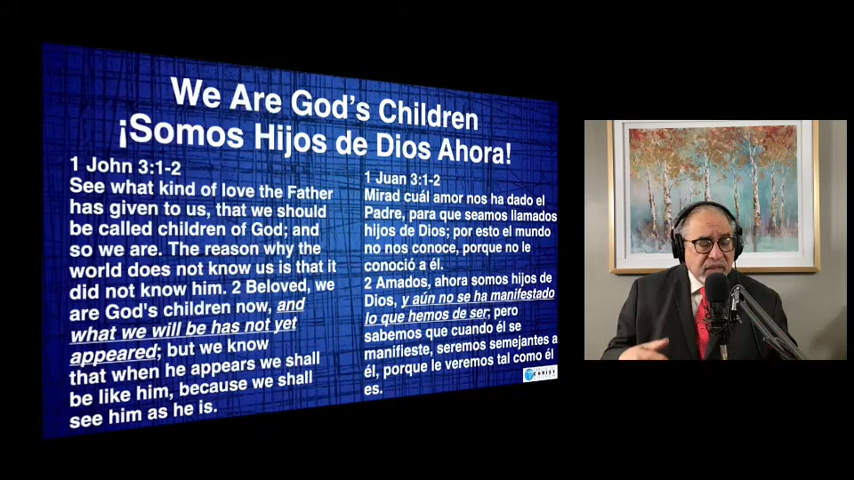 We Are God's Children
¡Somos Hijos de Dios Ahora!
1 John 3:1-2
See what kind of love the Father
has given to us, that we should
be called children of God; and
so we are. The reason why the
world does not know us is that it
did not know him. 2 Beloved, we
are God's children now, and
what we will be has not yet
appeared; but we know
that when he appears we shall
be like him, because we shall
see him as he is.
1 Juan 3:1-2
Mirad cuál amor nos ha dado el
Padre, para que seamos llamados
hijos de Dios; por esto el mundo
no nos conoce, porque no le
conoció a él.
2 Amados, ahora somos hijos de
Dios, y aún no se ha manifestado
lo que hemos de ser; pero
sabemos que cuando él se
manifieste, seremos semejantes a
él, porque le veremos tal como él
es.
CHRIST